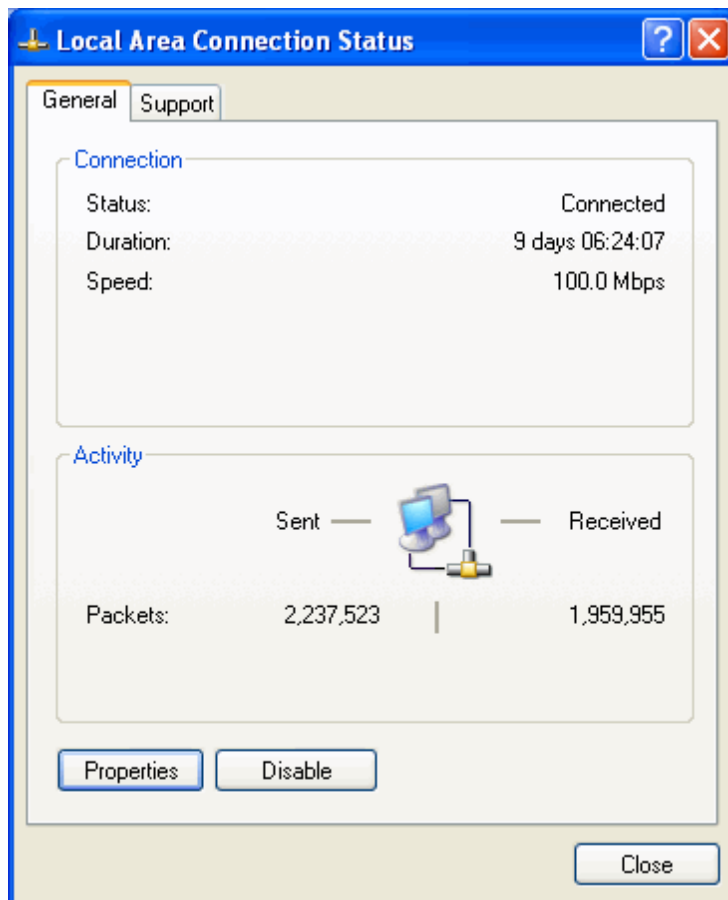 Local Area Connection Status
General Support
Connection
Status: Connected
Duration: 9 days 06:24:07
Speed: 100.0 Mbps
Activity
Sent Received
Packets: 2,237,523 1,959,955
Properties Disable
Close